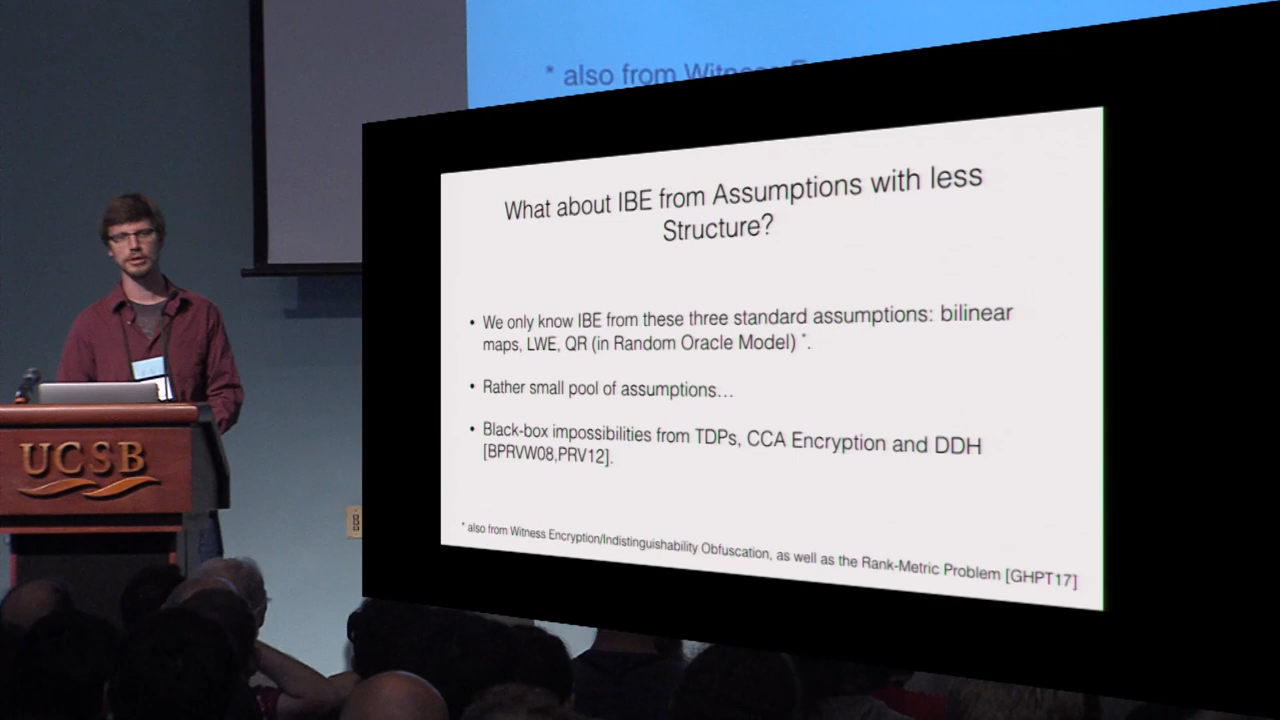 * also from Witness
What about IBE from Assumptions with less
Structure?
• We only know IBE from these three standard assumptions: bilinear
maps, LWE, QR (in Random Oracle Model) *.
• Rather small pool of assumptions…
• Black-box impossibilities from TDPs, CCA Encryption and DDH
[BPRVW08,PRV12].
* also from Witness Encryption/Indistinguishability Obfuscation, as well as the Rank-Metric Problem [GHPT17]
UCSB